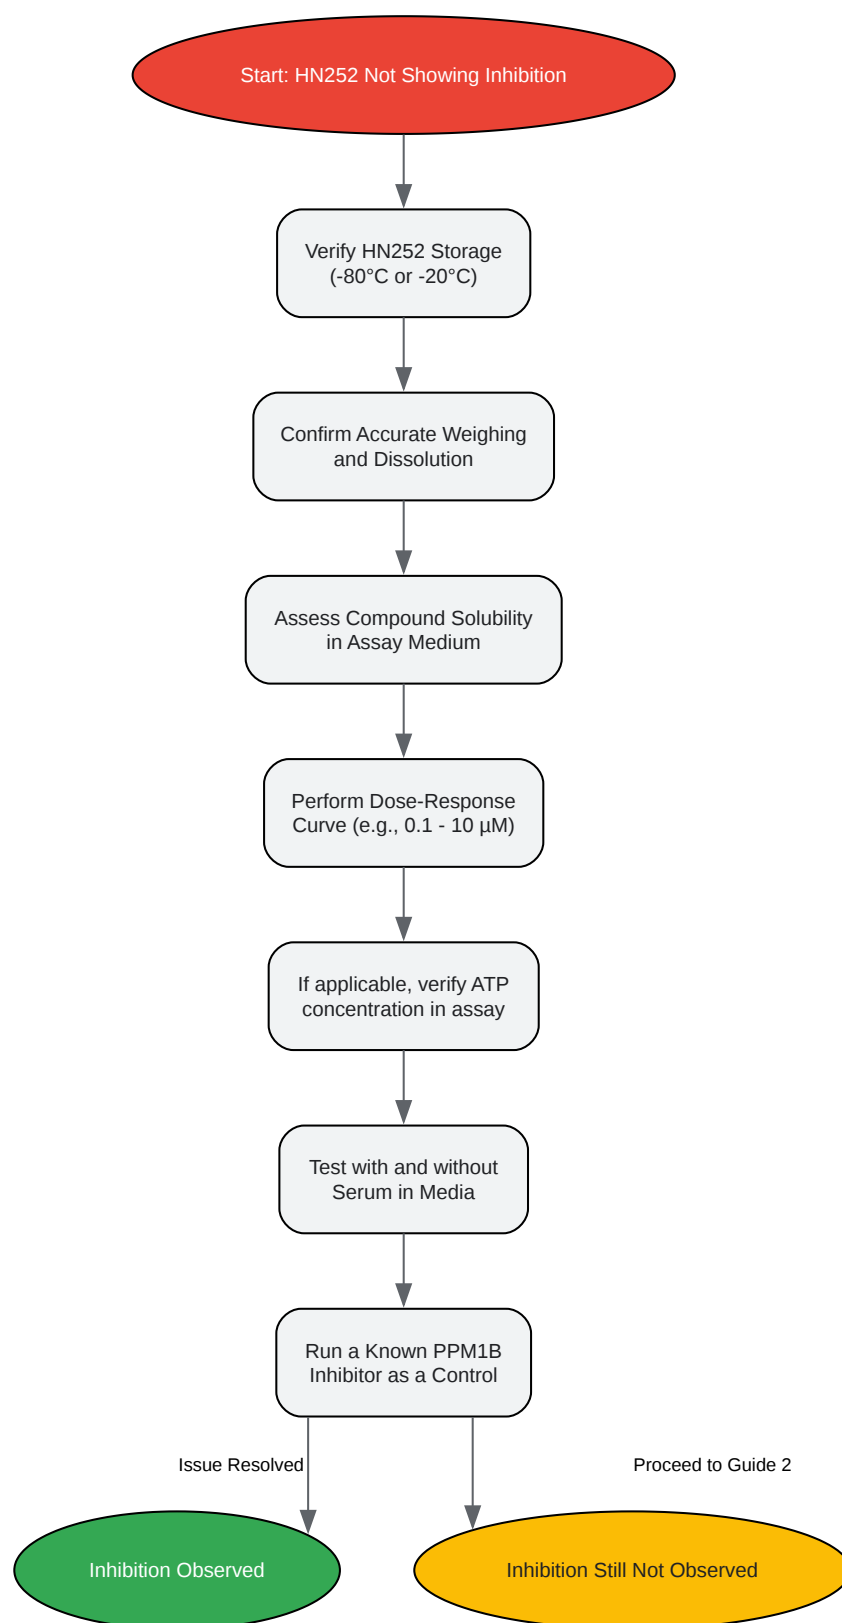 Start: HN252 Not Showing Inhibition
Verify HN252 Storage
(-80°C or -20°C)
Confirm Accurate Weighing
and Dissolution
Assess Compound Solubility
in Assay Medium
Perform Dose-Response
Curve (e.g., 0.1 - 10 µM)
If applicable, verify ATP
concentration in assay
Test with and without
Serum in Media
Run a Known PPM1B
Inhibitor as a Control
Issue Resolved
Proceed to Guide 2
Inhibition Observed
Inhibition Still Not Observed